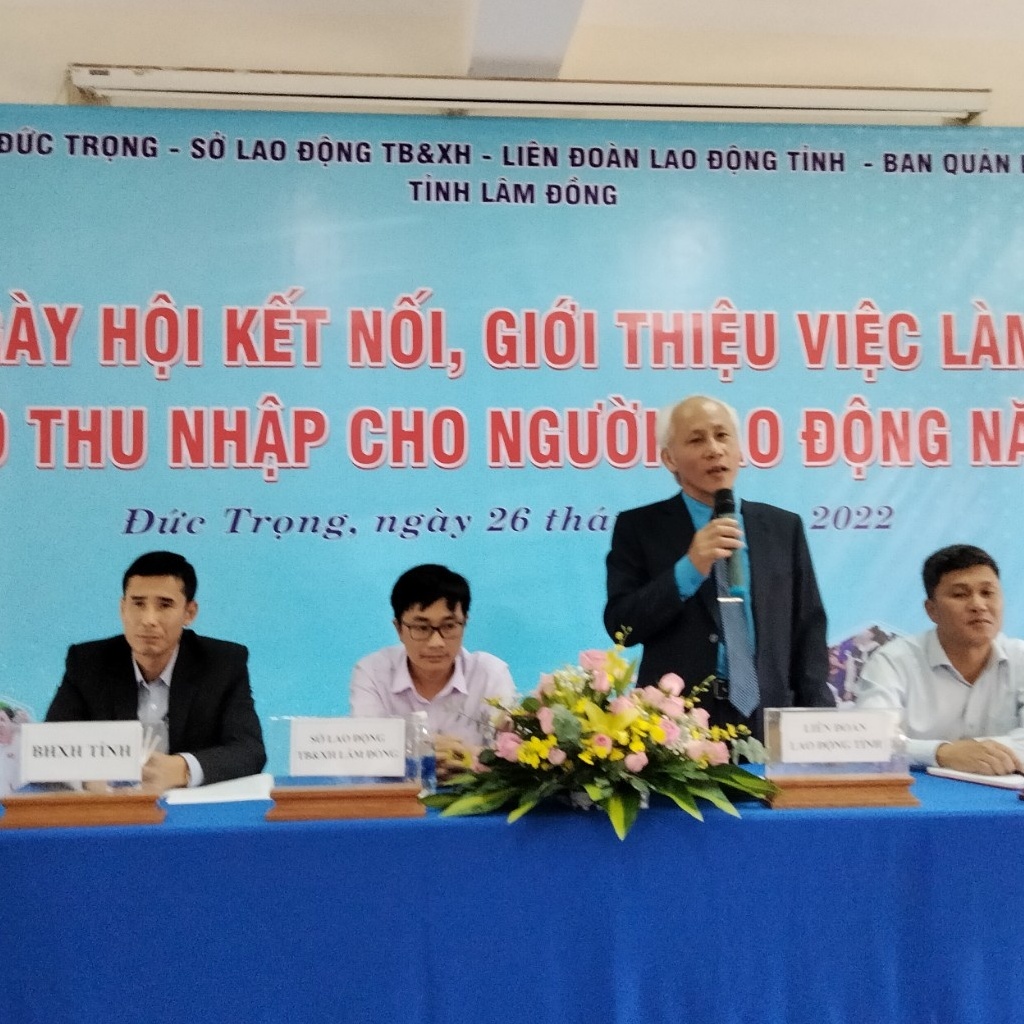 ĐỨC TRỌNG - SỞ LAO ĐỘNG TB&XH - LIÊN ĐOÀN LAO ĐỘNG TỈNH - BAN QUẢN
TỈNH LÂM ĐỒNG
GÀY HỘI KẾT NỐI, GIỚI THIỆU VIỆC LÀM
THU NHẬP CHO NGƯỜI AO ĐỘNG NĂ
Đức Trọng, ngày 26 thá 2022
BHXH TỈNH
SỞ LAO ĐỘNG
TB&XH LÂM ĐỒNG
LIÊN ĐOÀN
LAO ĐỘNG TỈNH